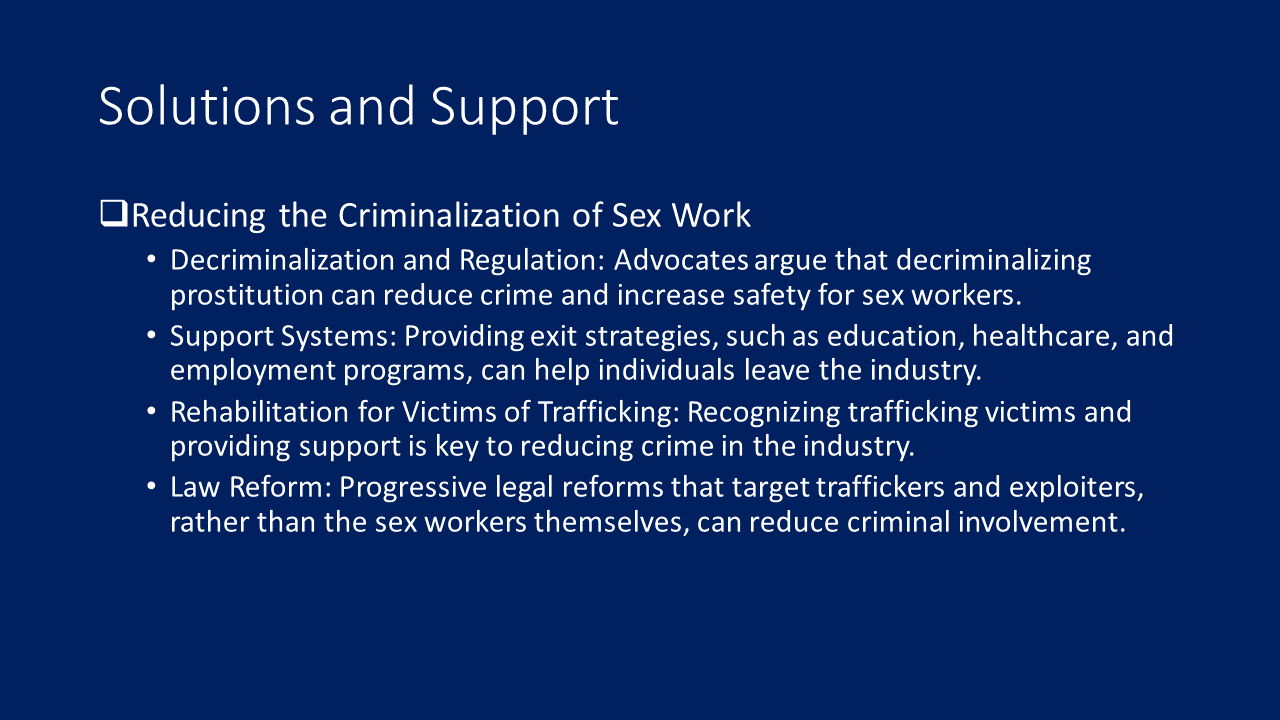 Solutions and Support
❑Reducing the Criminalization of Sex Work
• Decriminalization and Regulation: Advocates argue that decriminalizing
prostitution can reduce crime and increase safety for sex workers.
• Support Systems: Providing exit strategies, such as education, healthcare, and
employment programs, can help individuals leave the industry.
• Rehabilitation for Victims of Trafficking: Recognizing trafficking victims and
providing support is key to reducing crime in the industry.
• Law Reform: Progressive legal reforms that target traffickers and exploiters,
rather than the sex workers themselves, can reduce criminal involvement.